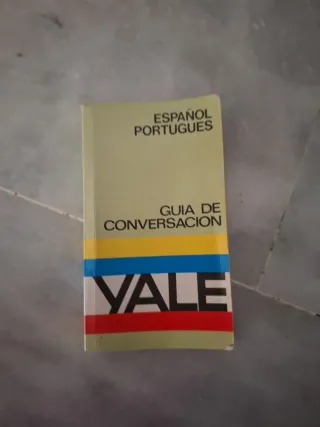 ESPAÑOL
PORTUGUES
GUIA DE
CONVERSACION
YALE